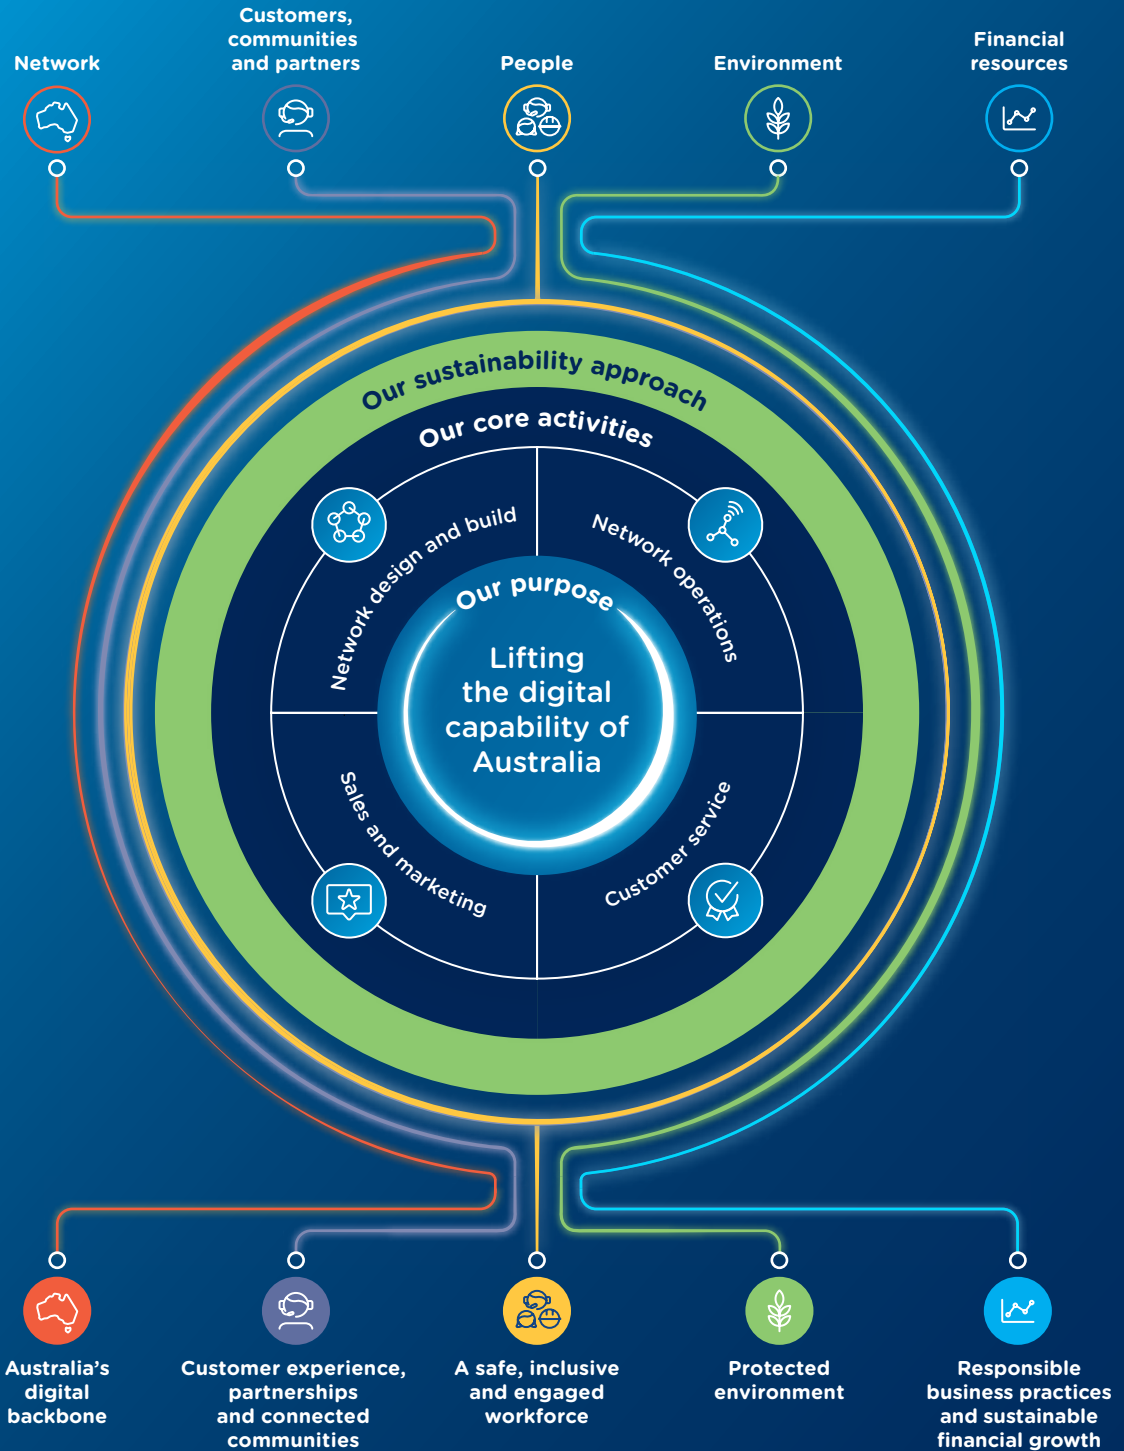 Network
Customers,
communities
and partners
People
Environment
Financial
resources
Our sustainability approach
Our core activities
Network design and build
Network operations
Our purpose
Lifting
the digital
capability of
Australia
Sales and marketing
Customer service
Australia’s
digital
backbone
Customer experience,
partnerships
and connected
communities
A safe, inclusive
and engaged
workforce
Protected
environment
Responsible
business practices
and sustainable
financial growth